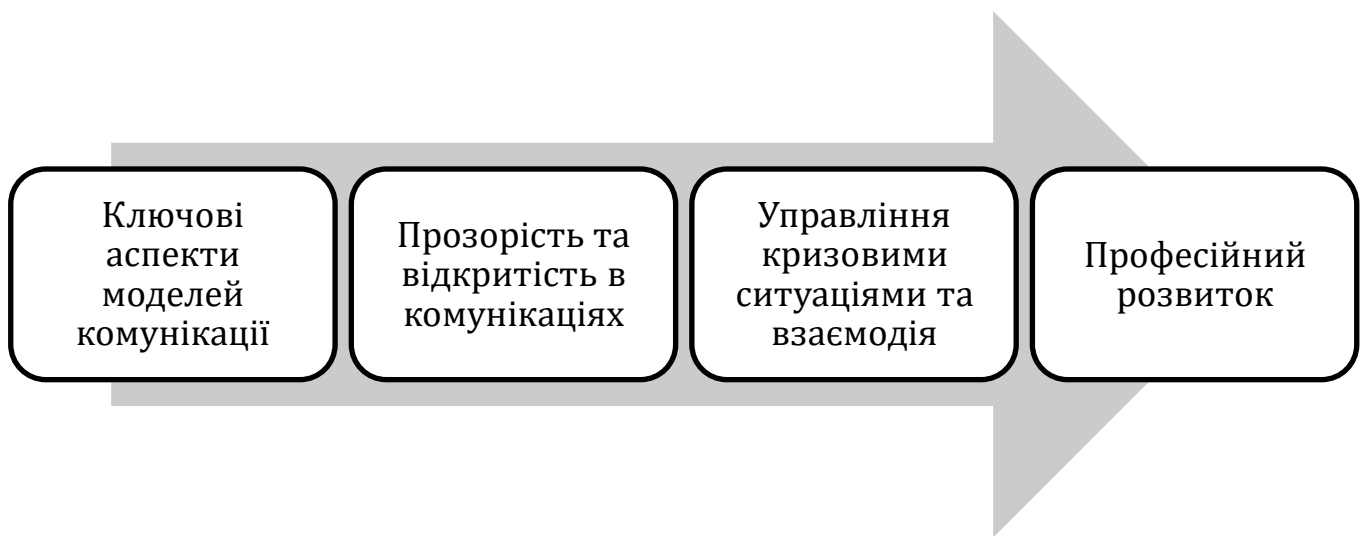 Ключові
аспекти
моделей
комунікації
Прозорість та
відкритість в
комунікаціях
Управління
кризовими
ситуаціями та
взаємодія
Професійний
розвиток